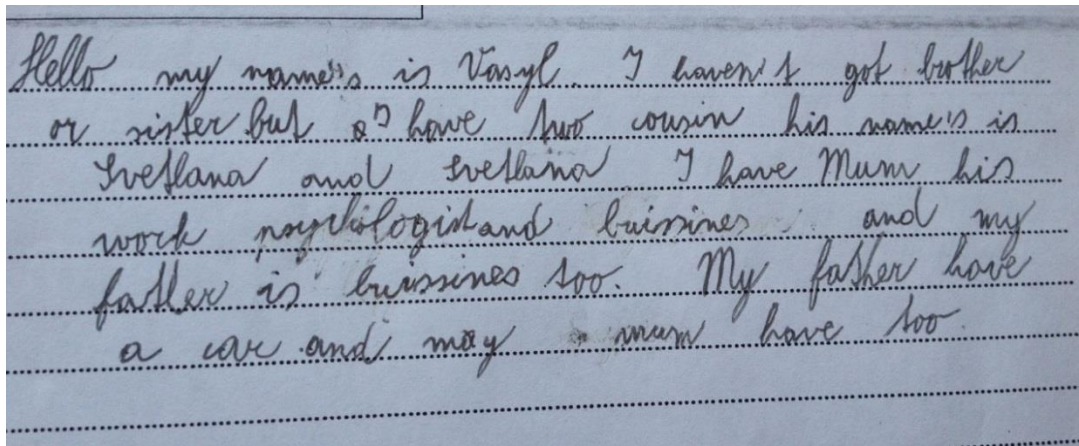 Hello my name's is Vasyl. I haven't got brother
or sister but I have two cousin his name's is
Svetlana and Svetlana I have Mum his
work psychilogist and buissines and my
father is buissines too. My father have
a car and may mum have too.